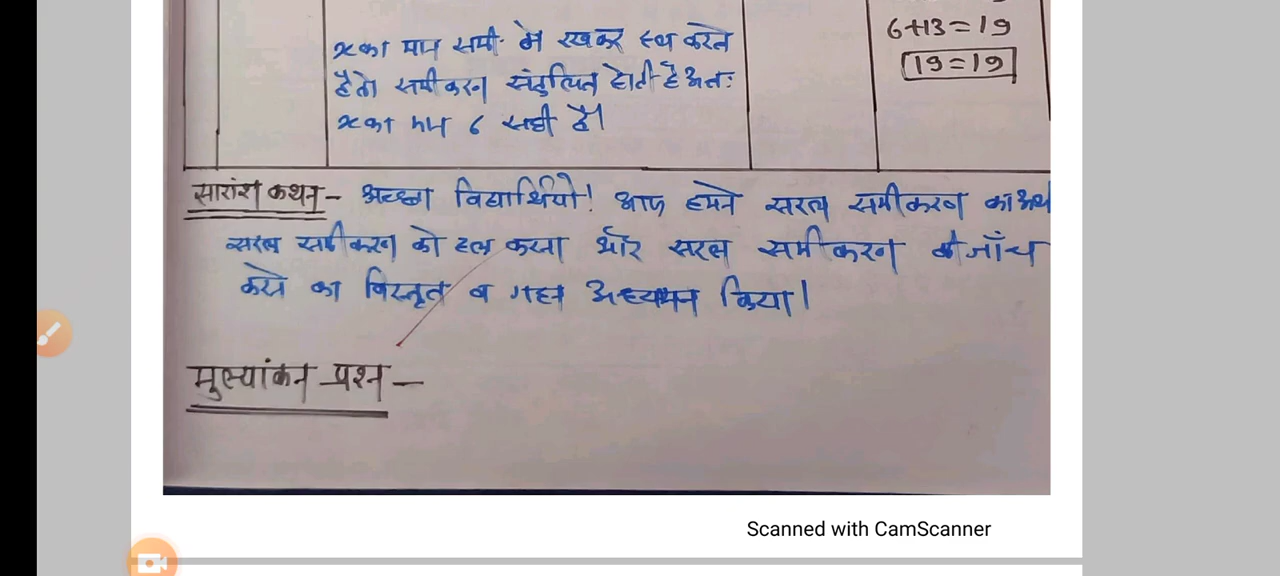 x का मान समी. में रखकर हल करते
6+13=19
19=19
है तो समीकरण संतुलित होती है अतः
x का मान 6 सही है।
सारांश कथन - अच्छा विद्यार्थियो! आज हमने सरल समीकरण का अर्थ
सरल समीकरण को हल करना और सरल समीकरण की जाँच
करने का विस्तृत व गहन अध्ययन किया।
मुल्यांकन प्रश्न -
Scanned with CamScanner